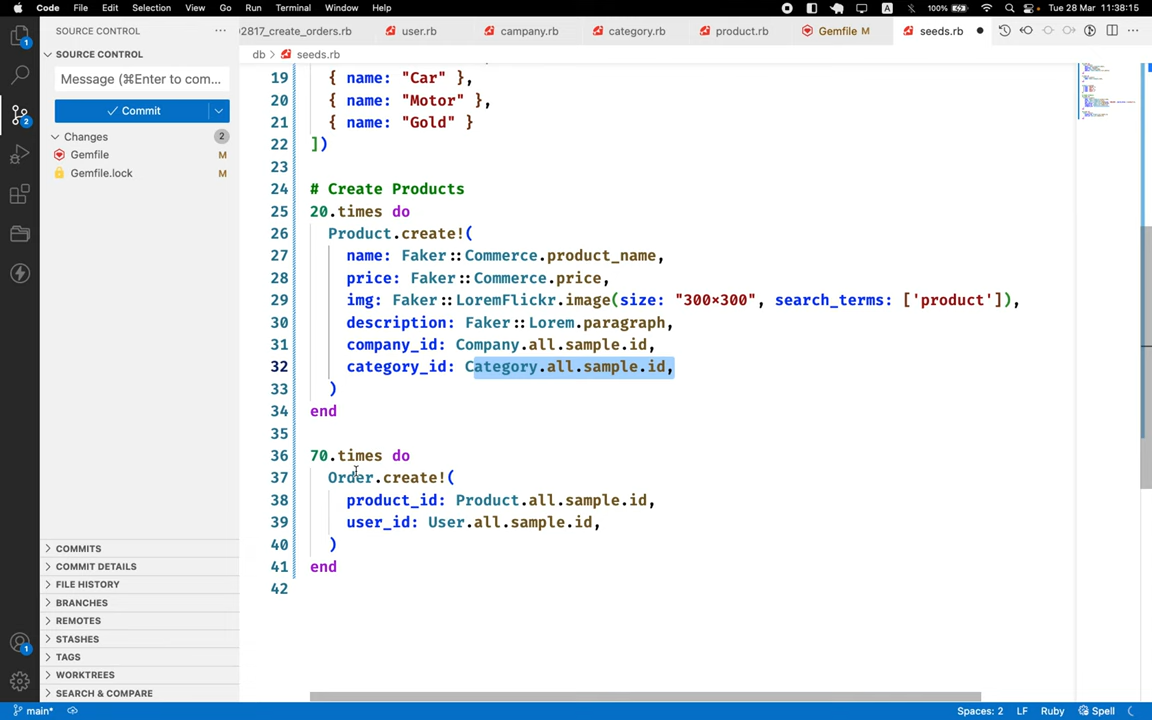 Code File Edit Selection View Go Run Terminal Window Help A 100% Tue 28 Mar 11:38:15
SOURCE CONTROL
2817_create_orders.rb user.rb campany.rb category.rb product.rb Gemfile M seeds.rb
SOURCE CONTROL
db > seeds.rb
Message (⌘Enter to com...
Commit
Changes 2
Gemfile M
Gemfile.lock M
19 { name: "Car" },
20 { name: "Motor" },
21 { name: "Gold" }
22 ])
23
24 # Create Products
25 20.times do
26 Product.create!(
27 name: Faker::Commerce.product_name,
28 price: Faker::Commerce.price,
29 img: Faker::LoremFlickr.image(size: "300x300", search_terms: ['product']),
30 description: Faker::Lorem.paragraph,
31 company_id: Company.all.sample.id,
32 category_id: Category.all.sample.id,
33 )
34 end
35
36 70.times do
37 Order.create!(
38 product_id: Product.all.sample.id,
39 user_id: User.all.sample.id,
40 )
41 end
42
COMMITS
COMMIT DETAILS
FILE HISTORY
BRANCHES
REMOTES
STASHES
TAGS
WORKTREES
SEARCH & COMPARE
1
2
1
main* Spaces: 2 LF Ruby Spell